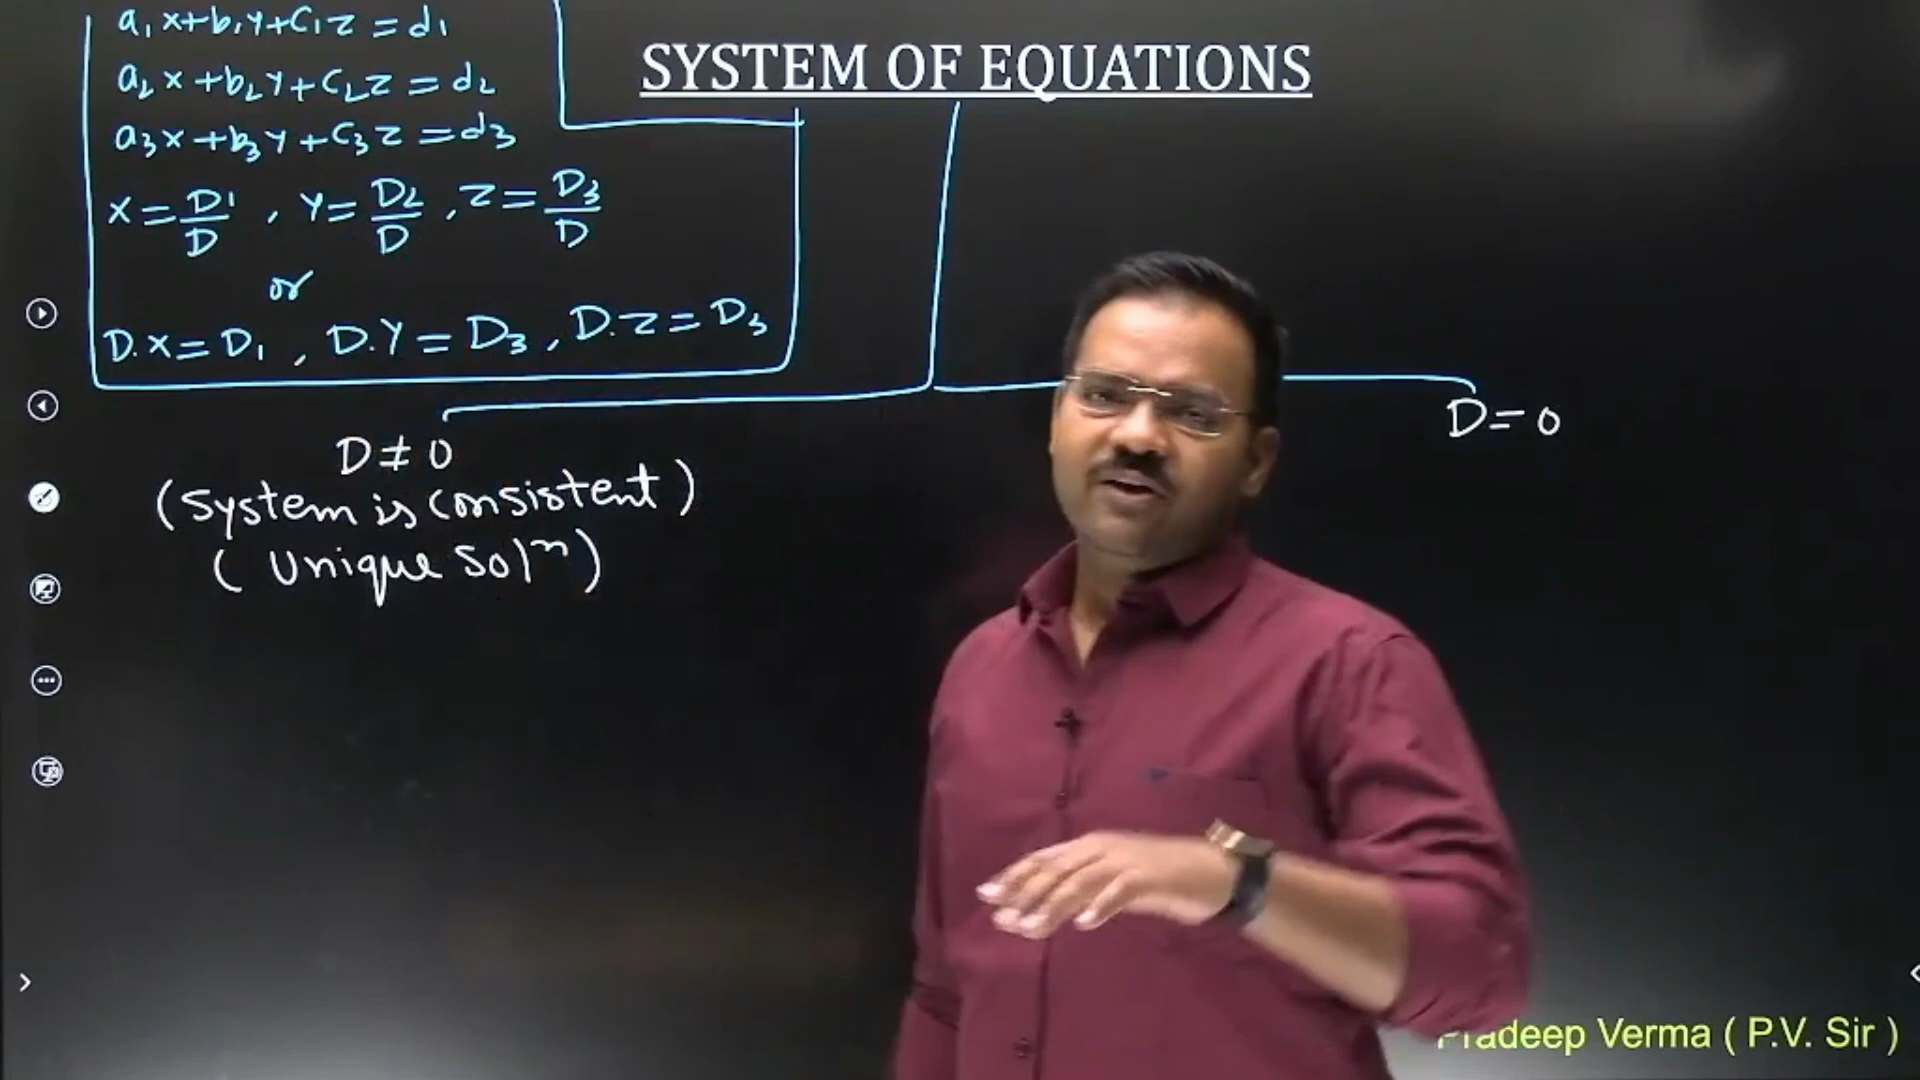 a₁x+b₁y+c₁z = d₁
a₂x+b₂y+c₂z = d₂
a₃x+b₃y+c₃z = d₃
x = D₁/D , y = D₂/D , z = D₃/D
or
D.x = D₁ , D.y = D₃ , D.z = D₃
SYSTEM OF EQUATIONS
D ≠ 0
(System is consistent)
(Unique solⁿ)
D = 0
Pradeep Verma ( P.V. Sir )